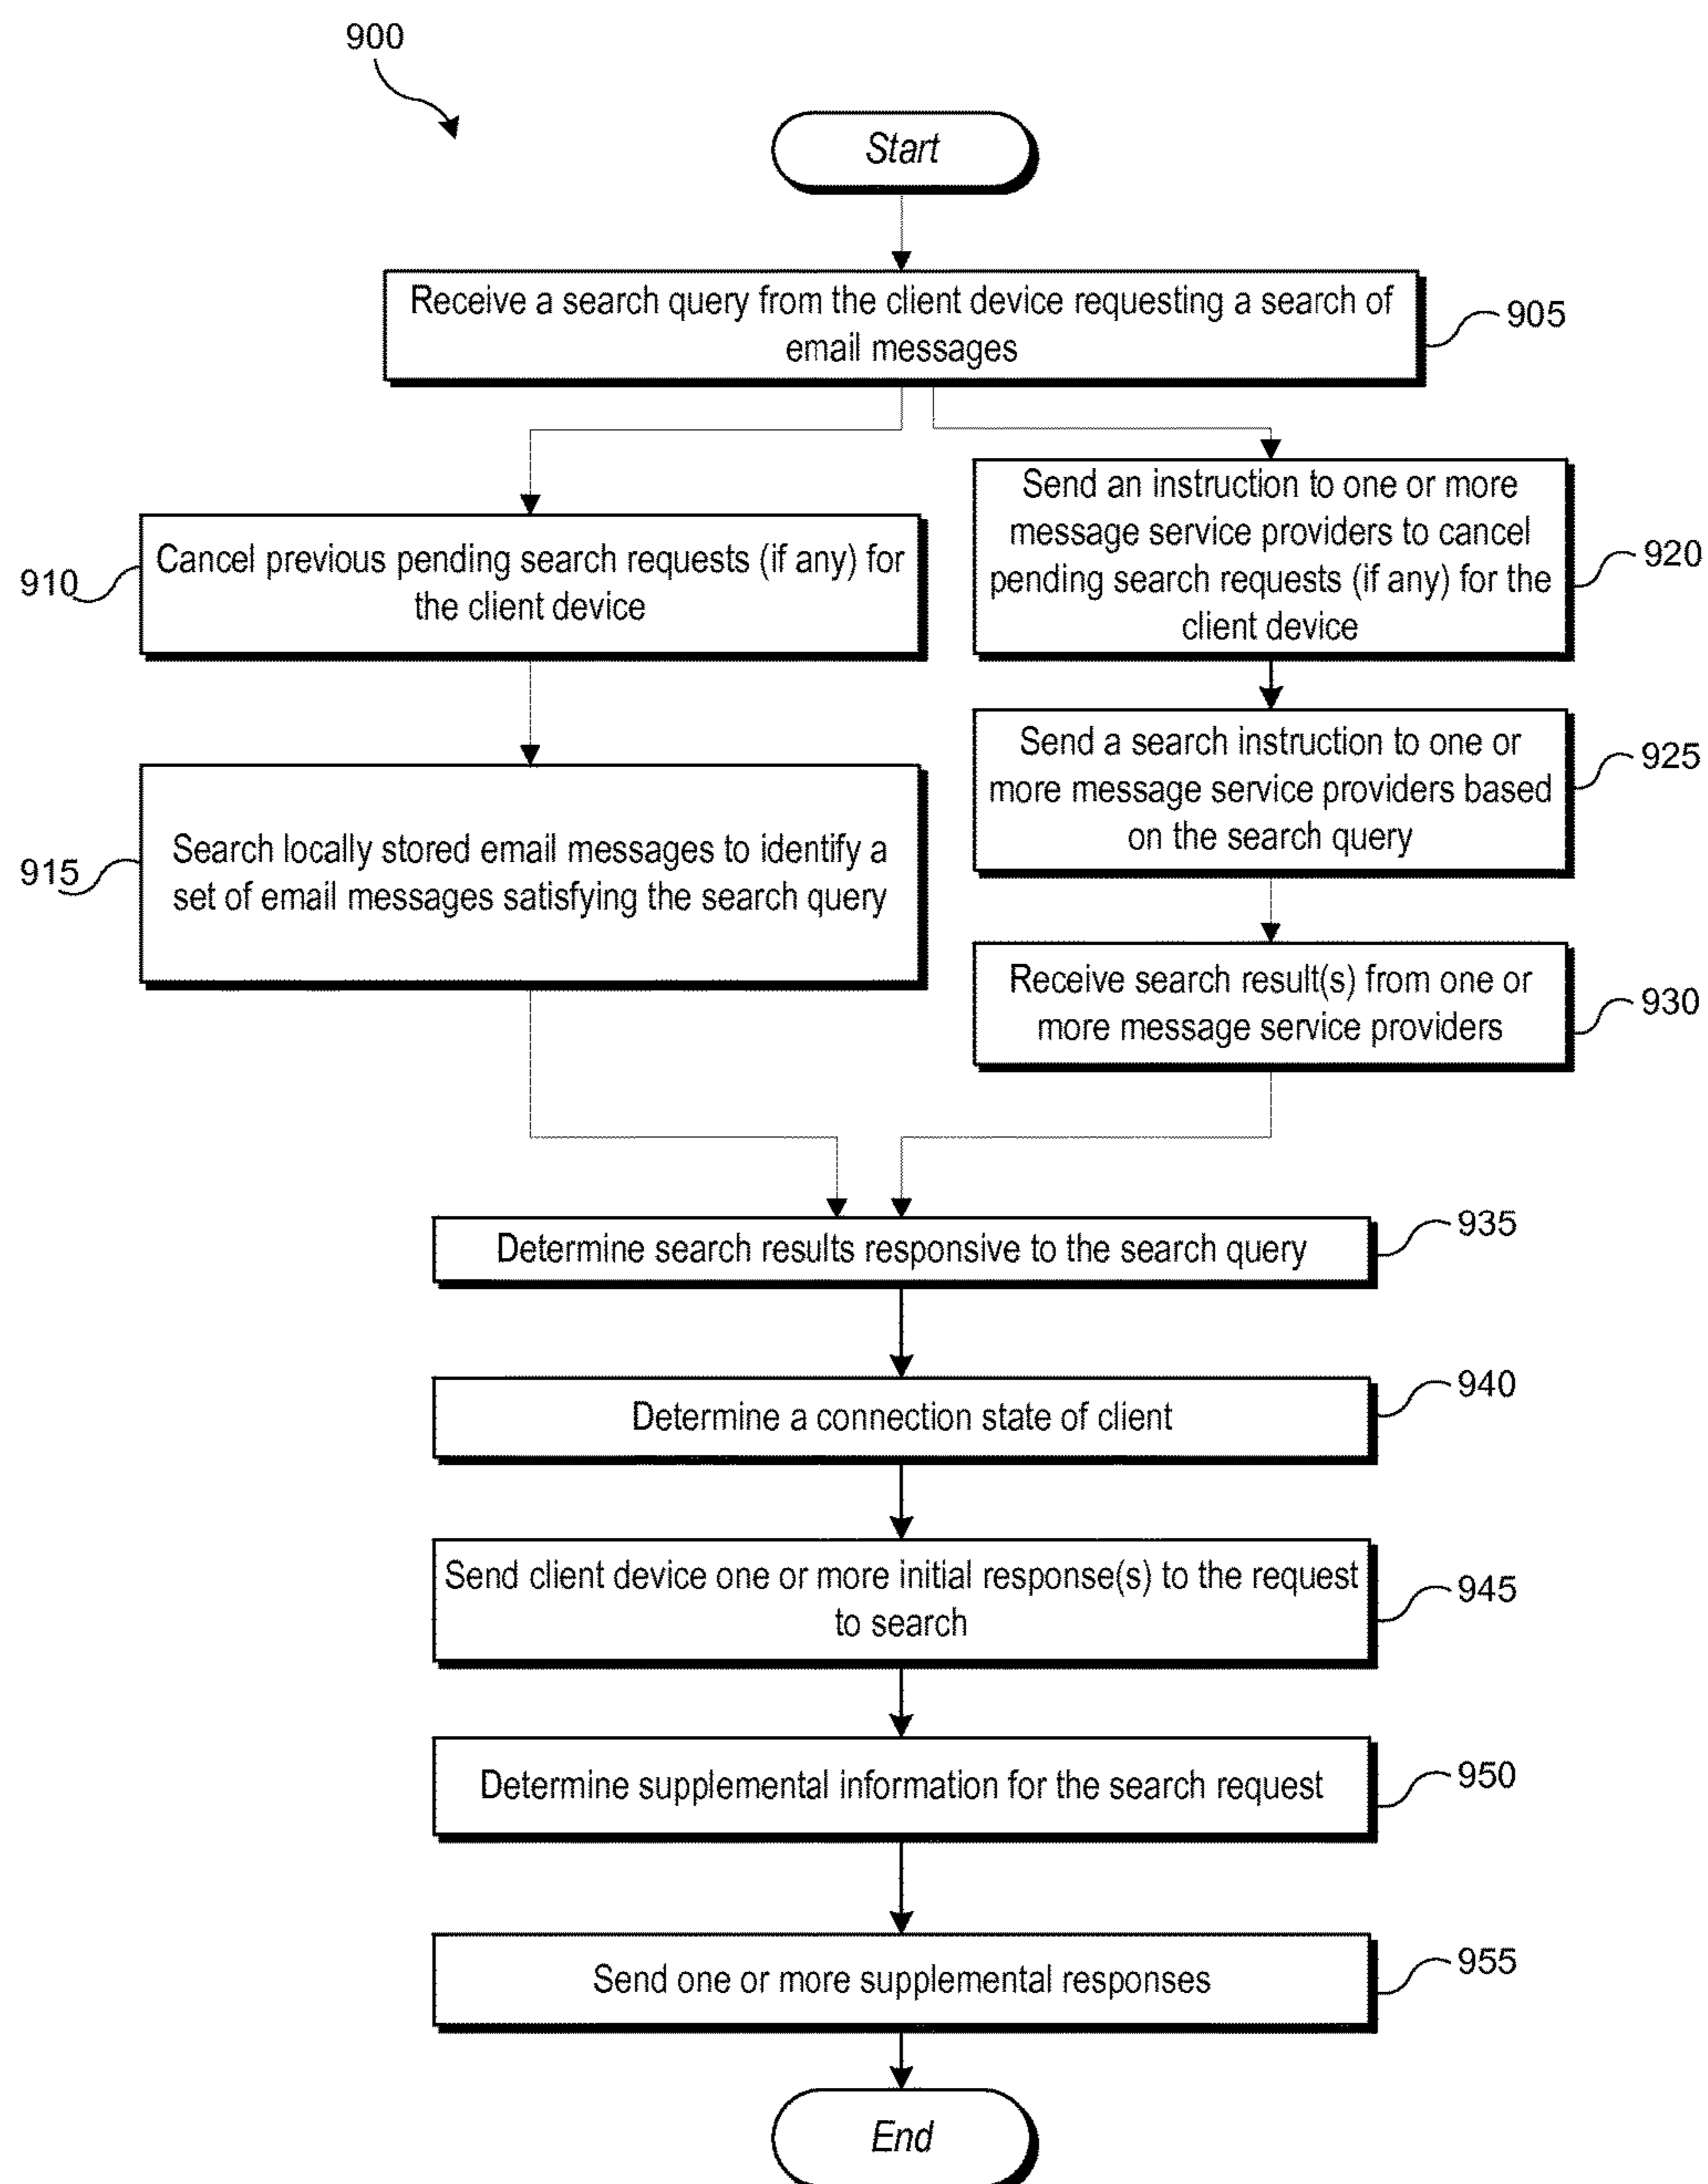 900
Start
Receive a search query from the client device requesting a search of
email messages
905
Cancel previous pending search requests (if any) for
the client device
910
Search locally stored email messages to identify a
set of email messages satisfying the search query
915
Send an instruction to one or more
message service providers to cancel
pending search requests (if any) for the
client device
920
Send a search instruction to one or
more message service providers based
on the search query
925
Receive search result(s) from one or
more message service providers
930
Determine search results responsive to the search query
935
Determine a connection state of client
940
Send client device one or more initial response(s) to the request
to search
945
Determine supplemental information for the search request
950
Send one or more supplemental responses
955
End